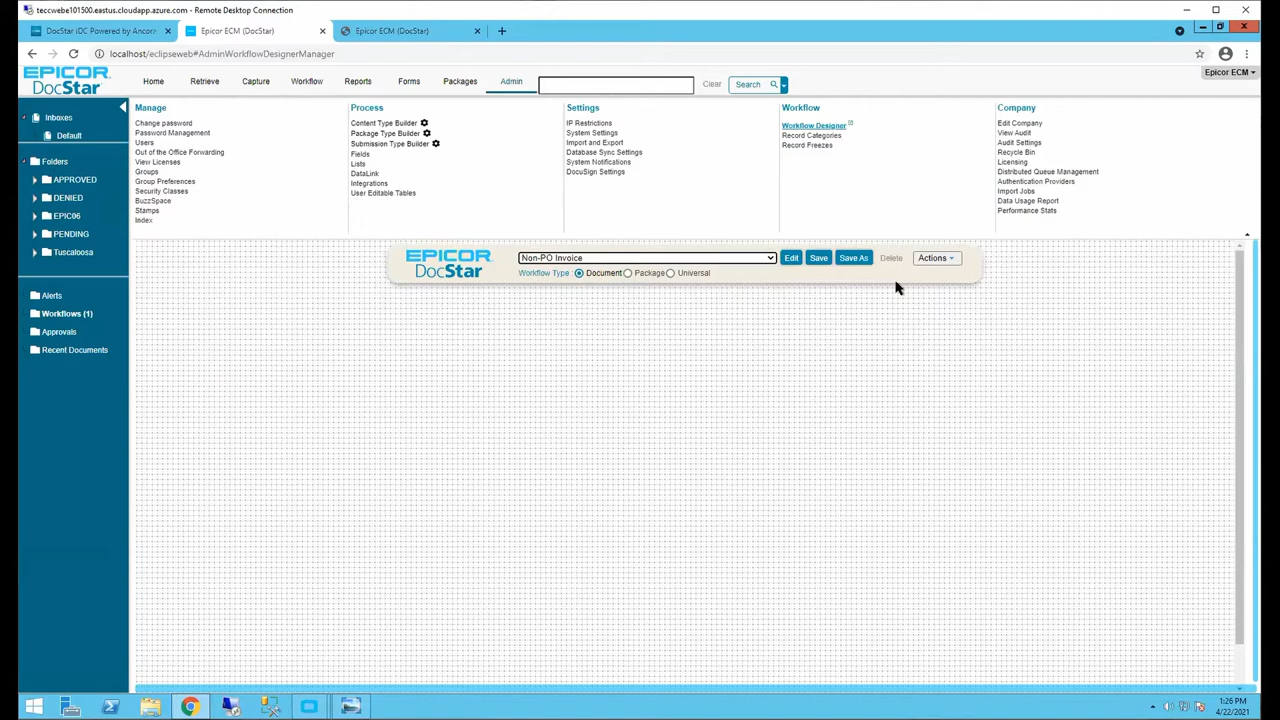 teccwebe101500.eastus.cloudapp.azure.com - Remote Desktop Connection
DocStar iDC Powered by Ancora
Epicor ECM (DocStar)
Epicor ECM (DocStar)
localhost/eclipseweb#AdminWorkflowDesignerManager
EPICOR
DocStar
Home
Retrieve
Capture
Workflow
Reports
Forms
Packages
Admin
Clear
Search
Epicor ECM
Inboxes
Default
Folders
APPROVED
DENIED
EPIC06
PENDING
Tuscaloosa
Alerts
Workflows (1)
Approvals
Recent Documents
Manage
Change password
Password Management
Users
Out of the Office Forwarding
View Licenses
Groups
Group Preferences
Security Classes
BuzzSpace
Stamps
Index
Process
Content Type Builder
Package Type Builder
Submission Type Builder
Fields
Lists
DataLink
Integrations
User Editable Tables
Settings
IP Restrictions
System Settings
Import and Export
Database Sync Settings
System Notifications
DocuSign Settings
Workflow
Workflow Designer
Record Categories
Record Freezes
Company
Edit Company
View Audit
Audit Settings
Recycle Bin
Licensing
Distributed Queue Management
Authentication Providers
Import Jobs
Data Usage Report
Performance Stats
EPICOR
DocStar
Non-PO Invoice
Edit
Save
Save As
Delete
Actions
Workflow Type : Document Package Universal
1:26 PM
4/22/2021